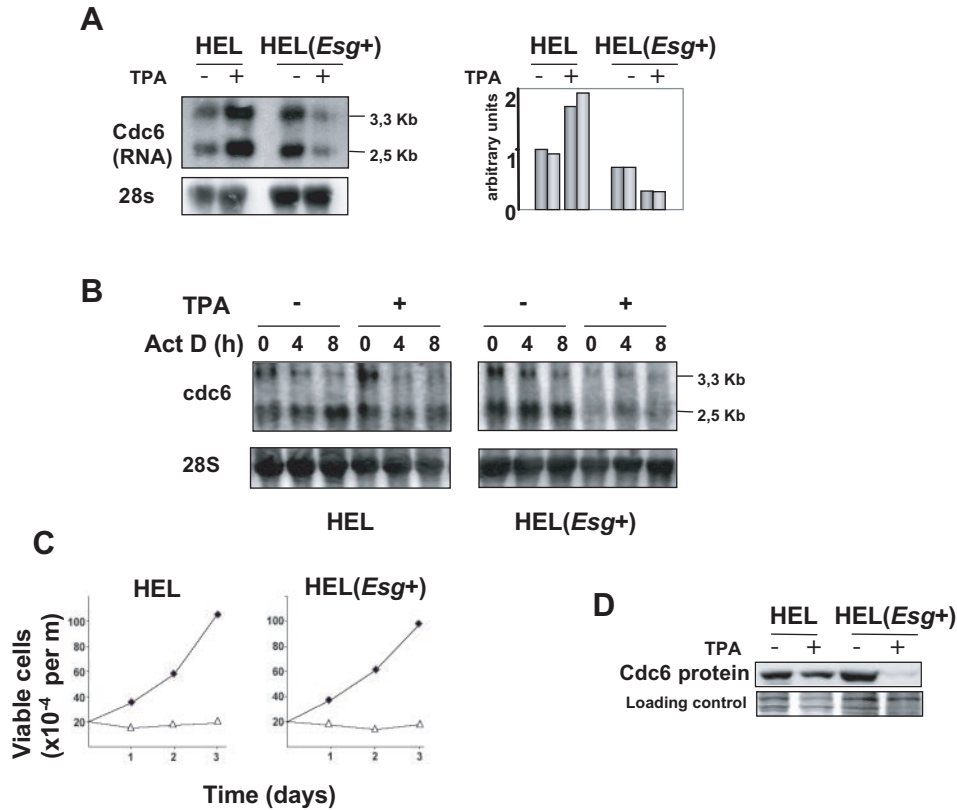 A
HEL HEL(Esg+)
TPA - + - +
Cdc6
(RNA)
3,3 Kb
2,5 Kb
28s
HEL HEL(Esg+)
TPA - + - +
arbitrary units
2
1
0
B
TPA - + - +
Act D (h) 0 4 8 0 4 8 0 4 8 0 4 8
cdc6
3,3 Kb
2,5 Kb
28S
HEL HEL(Esg+)
C
HEL HEL(Esg+)
Viable cells
(x10-4 per m)
100
80
60
40
20
1 2 3
100
80
60
40
20
1 2 3
Time (days)
D
HEL HEL(Esg+)
TPA - + - +
Cdc6 protein
Loading control